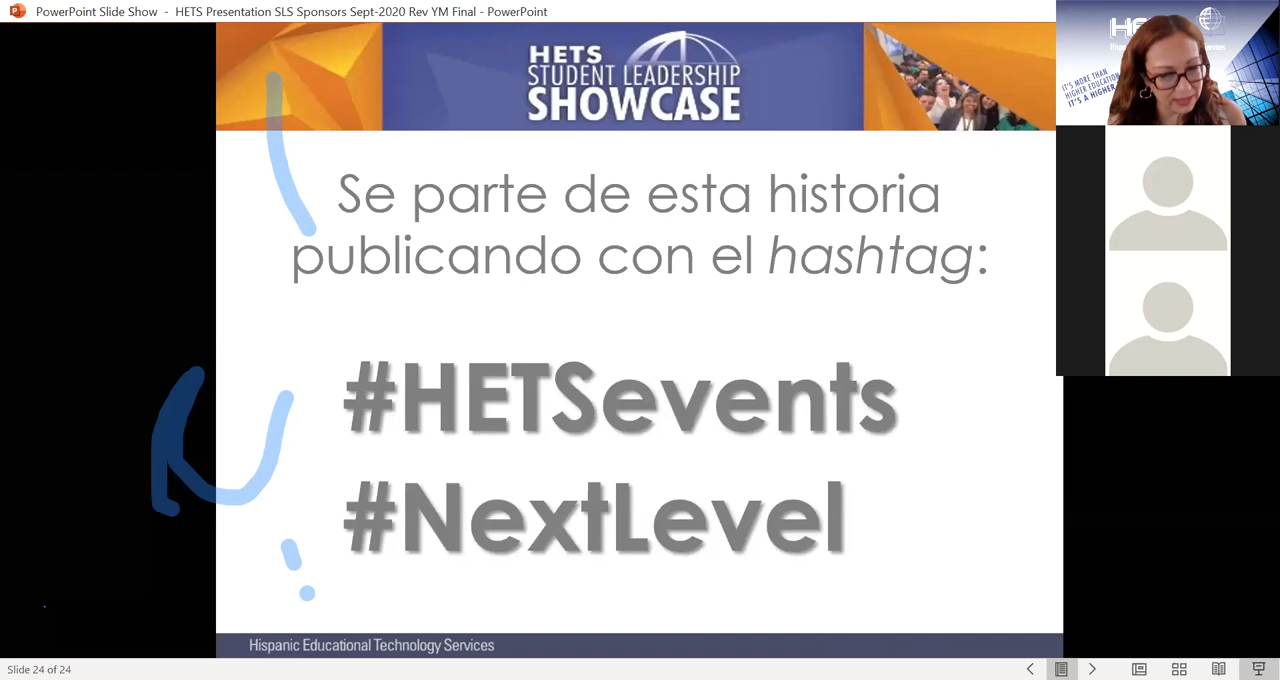 PowerPoint Slide Show - HETS Presentation SLS Sponsors Sept-2020 Rev YM Final - PowerPoint
HETS
STUDENT LEADERSHIP
SHOWCASE
Se parte de esta historia
publicando con el hashtag:
#HETSevents
#NextLevel
Hispanic Educational Technology Services
Slide 24 of 24
IT'S MORE THAN
HIGHER EDUCATION
IT'S A HIGHER